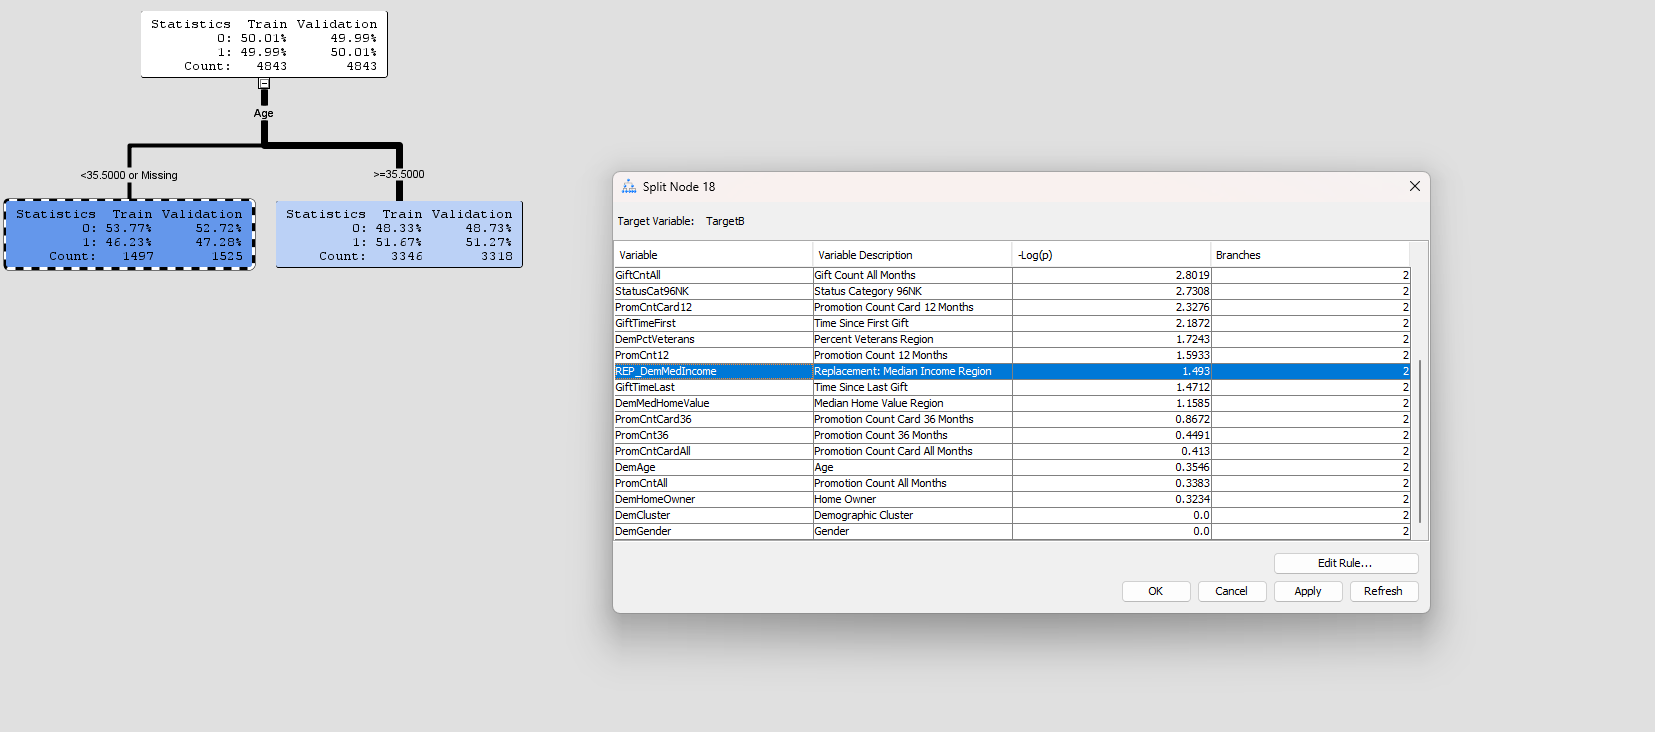 Statistics Train Validation
0: 50.01% 49.99%
1: 49.99% 50.01%
Count: 4843 4843
Age
<35.5000 or Missing
>=35.5000
Statistics Train Validation
0: 53.77% 52.72%
1: 46.23% 47.28%
Count: 1497 1525
Statistics Train Validation
0: 48.33% 48.73%
1: 51.67% 51.27%
Count: 3346 3318
Split Node 18
Target Variable: TargetB
Variable Variable Description -Log(p) Branches
GiftCntAll Gift Count All Months 2.8019 2
StatusCat96NK Status Category 96NK 2.7308 2
PromCntCard12 Promotion Count Card 12 Months 2.3276 2
GiftTimeFirst Time Since First Gift 2.1872 2
DemPctVeterans Percent Veterans Region 1.7243 2
PromCnt12 Promotion Count 12 Months 1.5933 2
REP_DemMedIncome Replacement: Median Income Region 1.493 2
GiftTimeLast Time Since Last Gift 1.4712 2
DemMedHomeValue Median Home Value Region 1.1585 2
PromCntCard36 Promotion Count Card 36 Months 0.8672 2
PromCnt36 Promotion Count 36 Months 0.4491 2
PromCntCardAll Promotion Count Card All Months 0.413 2
DemAge Age 0.3546 2
PromCntAll Promotion Count All Months 0.3383 2
DemHomeOwner Home Owner 0.3234 2
DemCluster Demographic Cluster 0.0 2
DemGender Gender 0.0 2
Edit Rule...
OK Cancel Apply Refresh